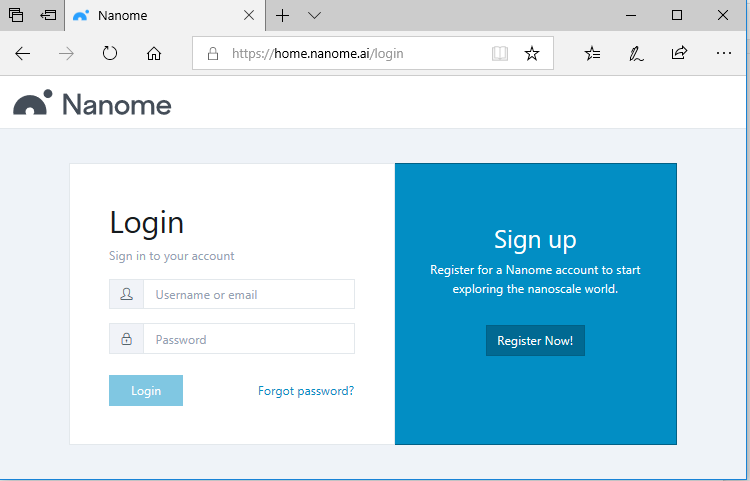 Nanome
https://home.nanome.ai/login
Nanome
Login
Sign in to your account
Username or email
Password
Login
Forgot password?
Sign up
Register for a Nanome account to start
exploring the nanoscale world.
Register Now!